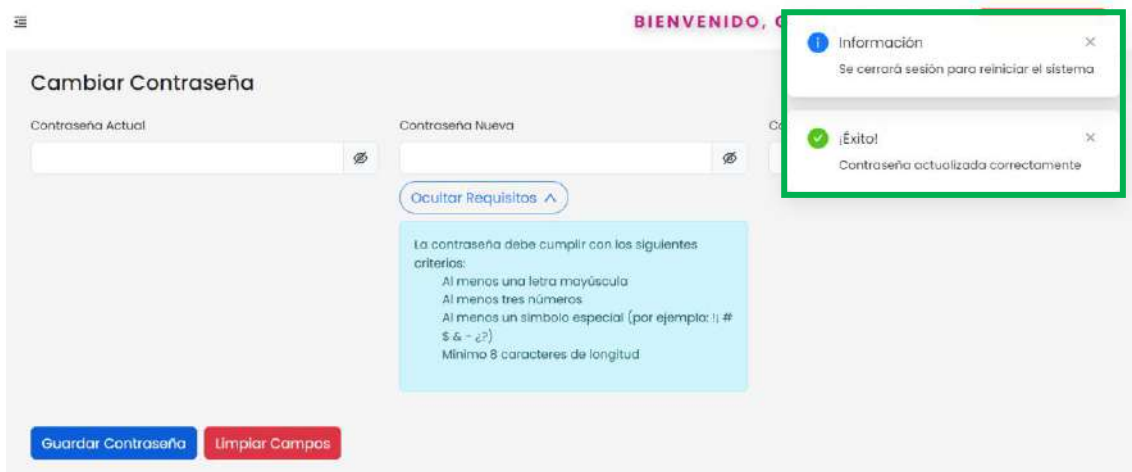 BIENVENIDO,
Información
Se cerrará sesión para reiniciar el sistema
¡Éxito!
Contraseña actualizada correctamente
Cambiar Contraseña
Contraseña Actual
Contraseña Nueva
Ocultar Requisitos
La contraseña debe cumplir con los siguientes
criterios:
Al menos una letra mayúscula
Al menos tres números
Al menos un símbolo especial (por ejemplo: !¡ #
$ & - ¿?)
Mínimo 8 caracteres de longitud
Guardar Contraseña
Limpiar Campos